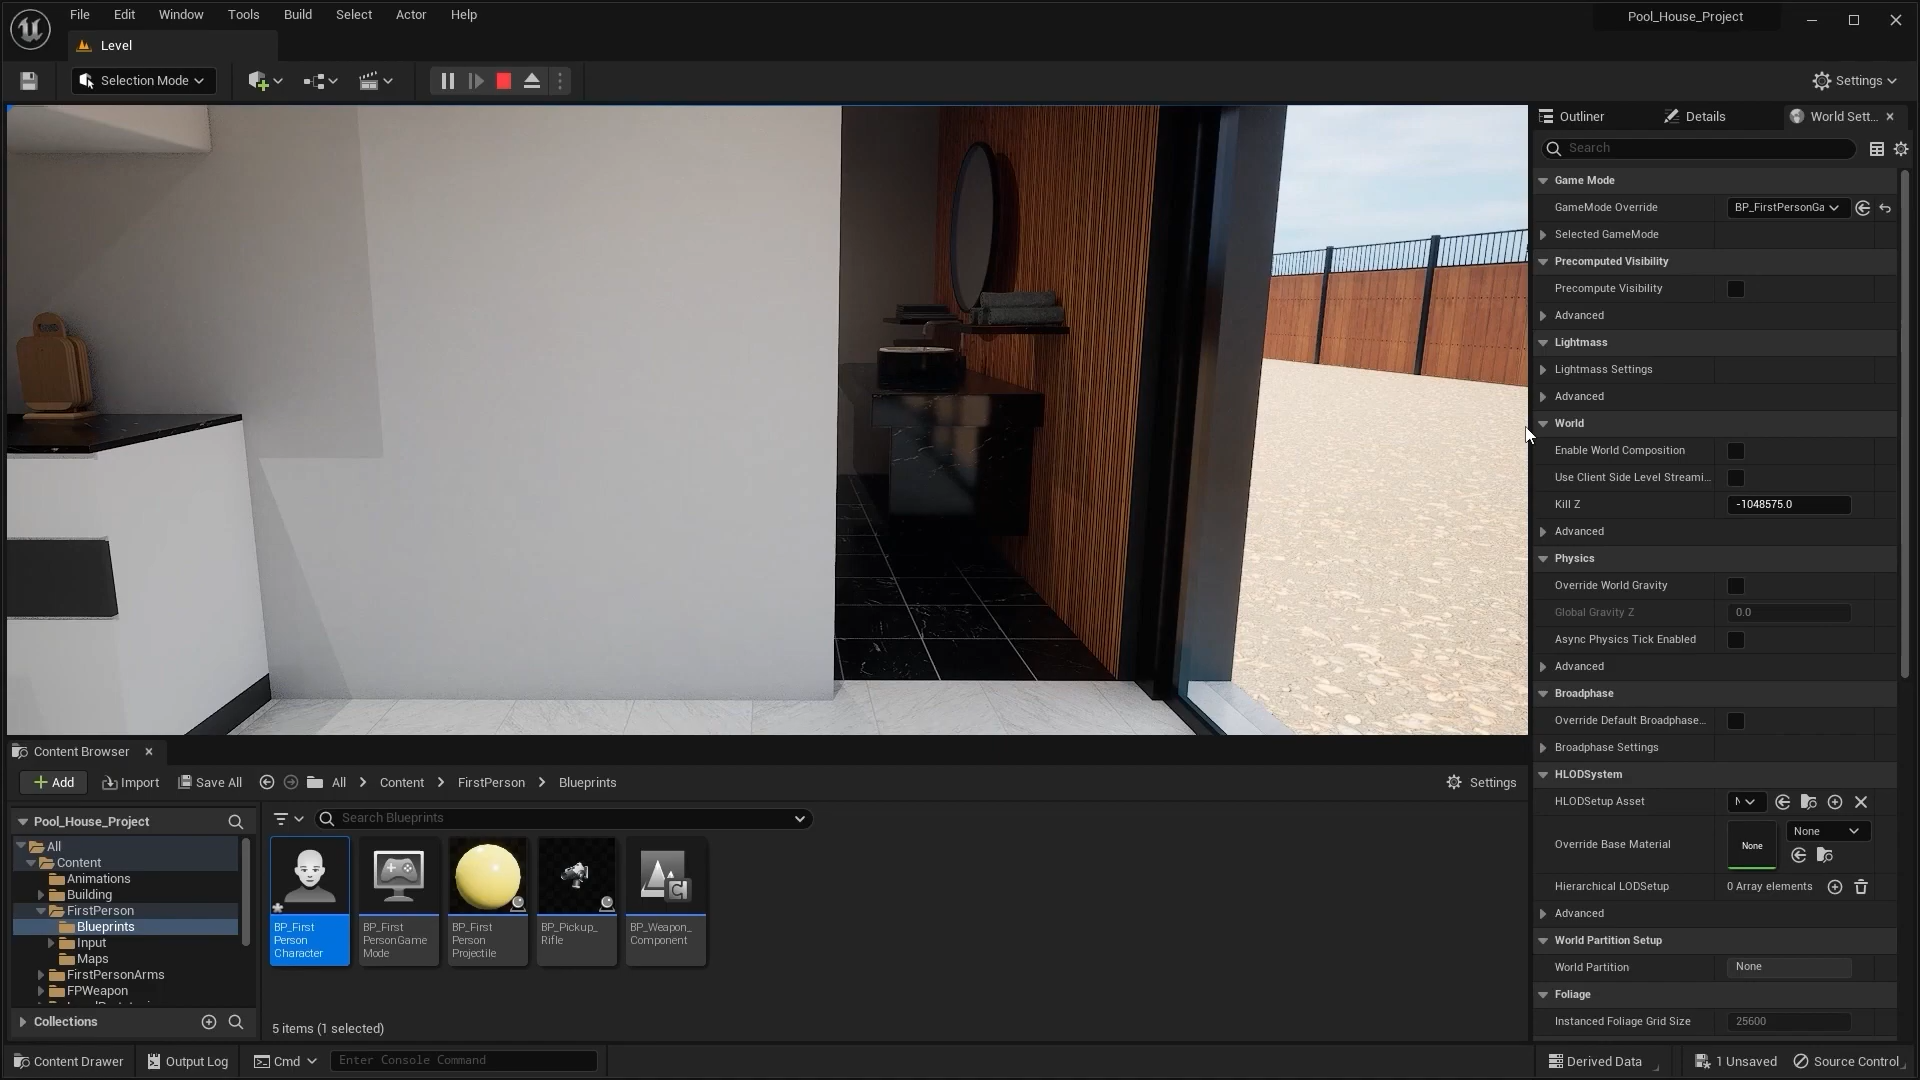 File Edit Window Tools Build Select Actor Help
Pool_House_Project
Level
Selection Mode
Settings
Outliner
Details
World Sett...
Search
Game Mode
GameMode Override BP_FirstPersonGa
Selected GameMode
Precomputed Visibility
Precompute Visibility
Advanced
Lightmass
Lightmass Settings
Advanced
World
Enable World Composition
Use Client Side Level Streami...
Kill Z -1048575.0
Advanced
Physics
Override World Gravity
Global Gravity Z 0.0
Async Physics Tick Enabled
Advanced
Broadphase
Override Default Broadphase...
Broadphase Settings
HLODSystem
HLODSetup Asset
Override Base Material None None
Hierarchical LODSetup 0 Array elements
Advanced
World Partition Setup
World Partition None
Foliage
Instanced Foliage Grid Size 25600
Content Browser
Add Import Save All All Content FirstPerson Blueprints Settings
Pool_House_Project
Search Blueprints
All
Content
Animations
Building
FirstPerson
Blueprints
Input
Maps
FirstPersonArms
FPWeapon
Collections
BP_First
Person
Character
BP_First
PersonGame
Mode
BP_First
Person
Projectile
BP_Pickup_
Rifle
BP_Weapon_
Component
5 items (1 selected)
Content Drawer Output Log Cmd Enter Console Command
Derived Data 1 Unsaved Source Control